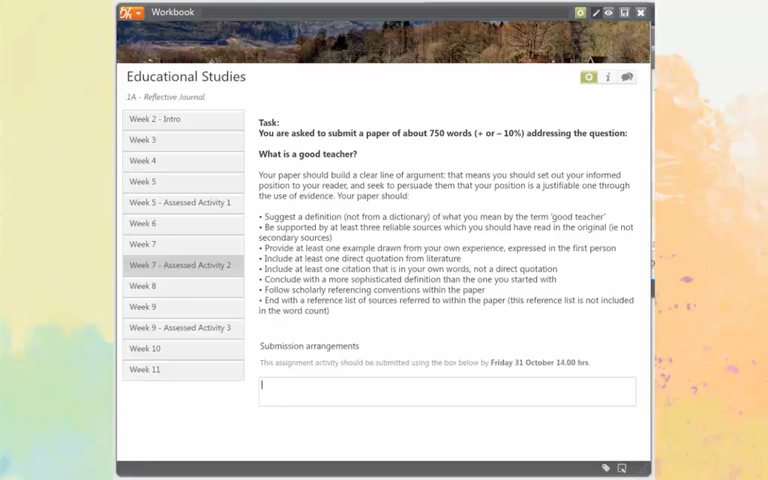 Workbook
Educational Studies
1A - Reflective Journal
Week 2 - Intro
Week 3
Week 4
Week 5
Week 5 - Assessed Activity 1
Week 6
Week 7
Week 7 - Assessed Activity 2
Week 8
Week 9
Week 9 - Assessed Activity 3
Week 10
Week 11
Task:
You are asked to submit a paper of about 750 words (+ or – 10%) addressing the question:
What is a good teacher?
Your paper should build a clear line of argument: that means you should set out your informed
position to your reader, and seek to persuade them that your position is a justifiable one through
the use of evidence. Your paper should:
• Suggest a definition (not from a dictionary) of what you mean by the term 'good teacher'
• Be supported by at least three reliable sources which you should have read in the original (ie not
secondary sources)
• Provide at least one example drawn from your own experience, expressed in the first person
• Include at least one direct quotation from literature
• Include at least one citation that is in your own words, not a direct quotation
• Conclude with a more sophisticated definition than the one you started with
• Follow scholarly referencing conventions within the paper
• End with a reference list of sources referred to within the paper (this reference list is not included
in the word count)
Submission arrangements
This assignment activity should be submitted using the box below by Friday 31 October 14.00 hrs.